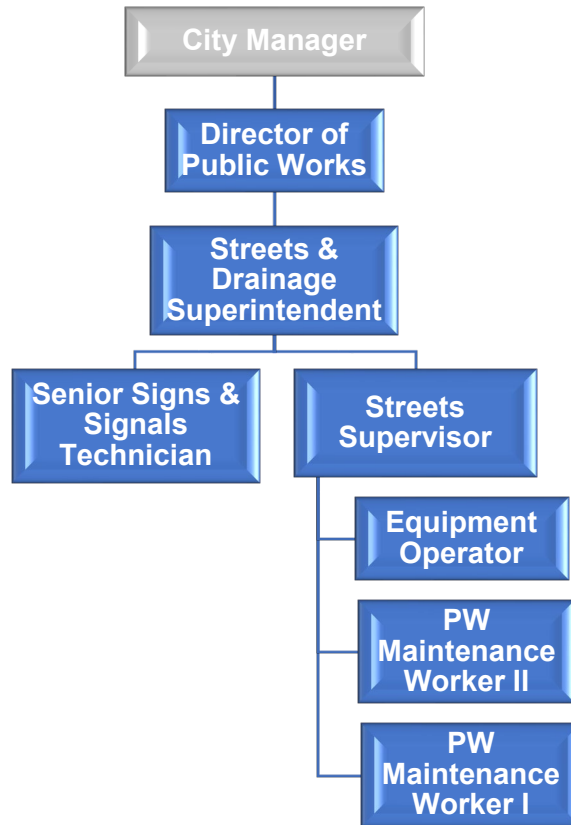 City Manager
Director of
Public Works
Streets &
Drainage
Superintendent
Senior Signs &
Signals
Technician
Streets
Supervisor
Equipment
Operator
PW
Maintenance
Worker II
PW
Maintenance
Worker I